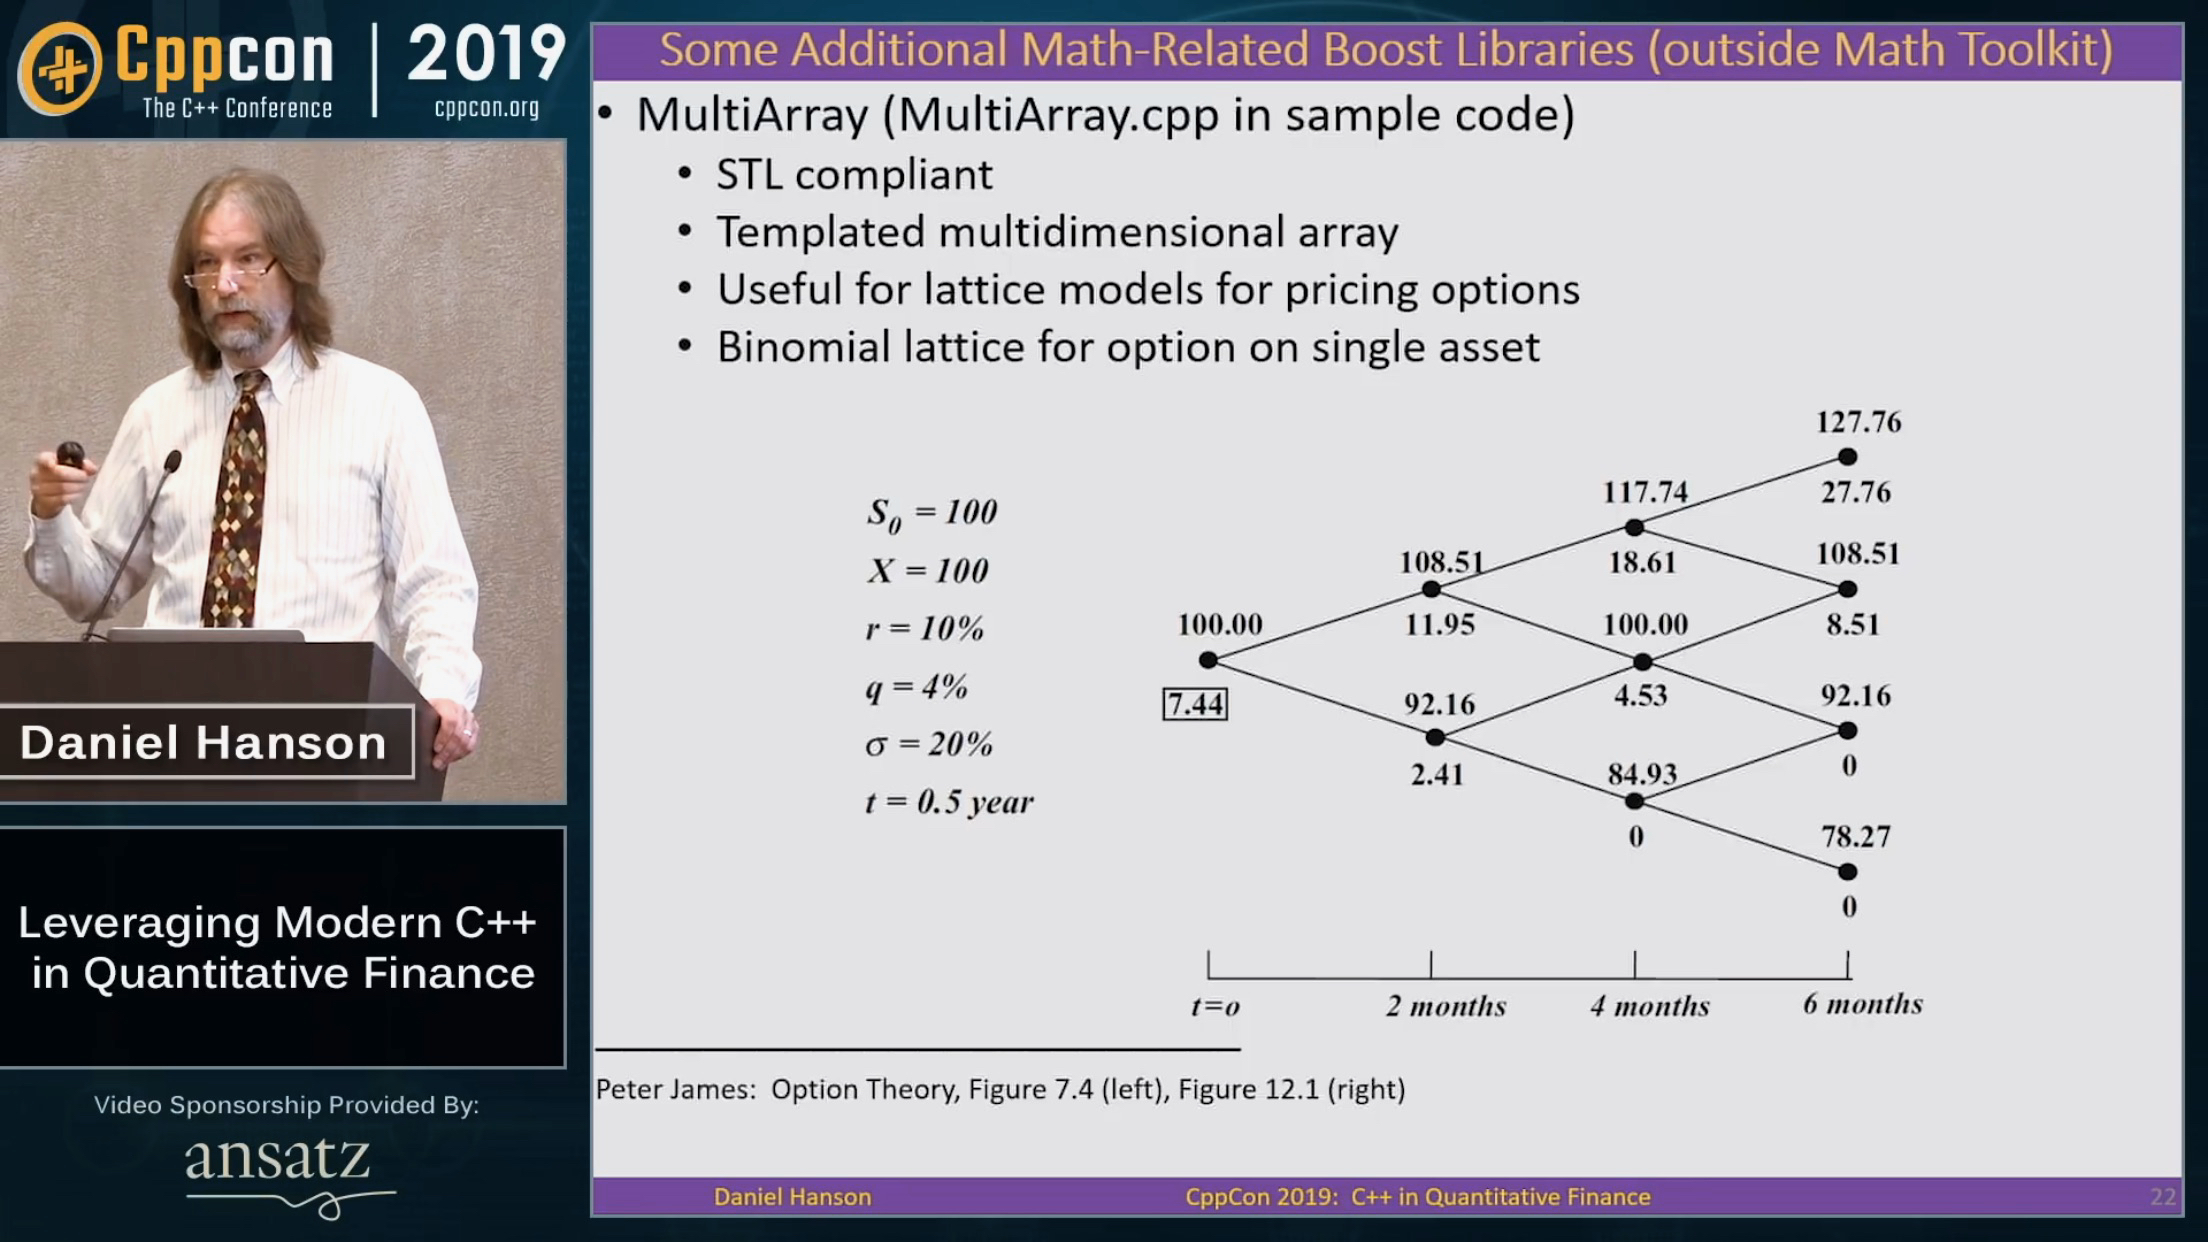 Cppcon
The C++ Conference
2019
cppcon.org
Some Additional Math-Related Boost Libraries (outside Math Toolkit)
• MultiArray (MultiArray.cpp in sample code)
• STL compliant
• Templated multidimensional array
• Useful for lattice models for pricing options
• Binomial lattice for option on single asset
S₀ = 100
X = 100
r = 10%
q = 4%
σ = 20%
t = 0.5 year
127.76
117.74
27.76
108.51
18.61
108.51
100.00
11.95
100.00
8.51
7.44
92.16
4.53
92.16
2.41
84.93
0
0
78.27
0
t=o
2 months
4 months
6 months
Peter James: Option Theory, Figure 7.4 (left), Figure 12.1 (right)
Daniel Hanson
CppCon 2019: C++ in Quantitative Finance
22
Daniel Hanson
Leveraging Modern C++
in Quantitative Finance
Video Sponsorship Provided By:
ansatz